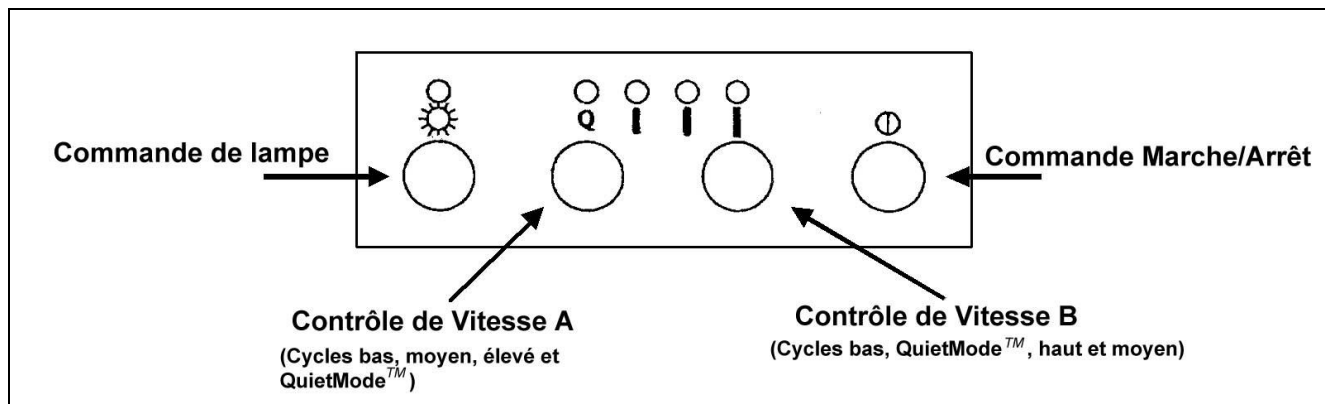 Q
Commande de lampe
Commande Marche/Arrêt
Contrôle de Vitesse A
(Cycles bas, moyen, élevé et
QuietMode™)
Contrôle de Vitesse B
(Cycles bas, QuietMode™, haut et moyen)